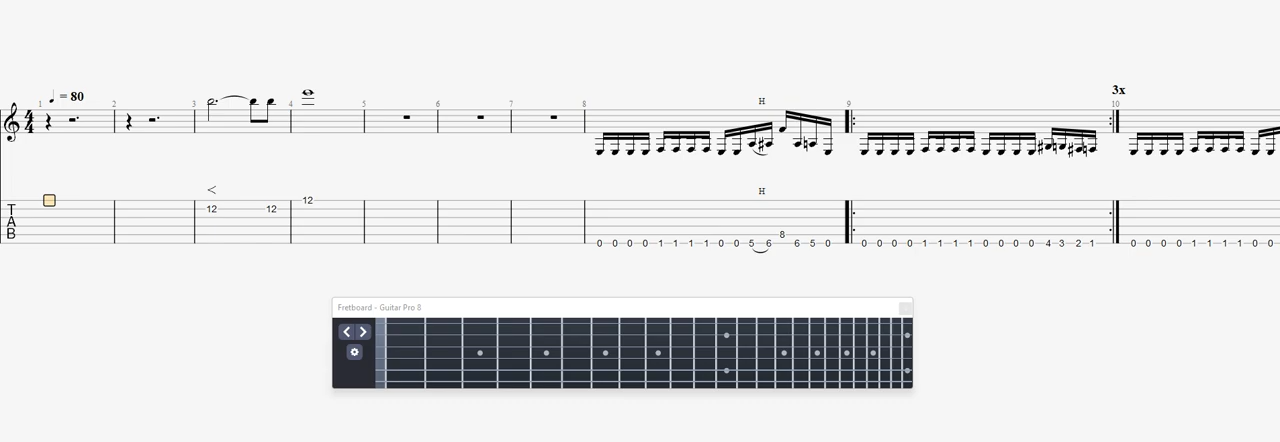 3x
1 ♩ = 80 2 3 4 5 6 7 8 H 9 10
4
4
< H
T 12 12 12
A
B 8
0 0 0 0 1 1 1 1 0 0 5 6 6 5 0 0 0 0 0 1 1 1 1 0 0 0 0 4 3 2 1 0 0 0 0 1 1 1 1 0 0
Fretboard - Guitar Pro 8